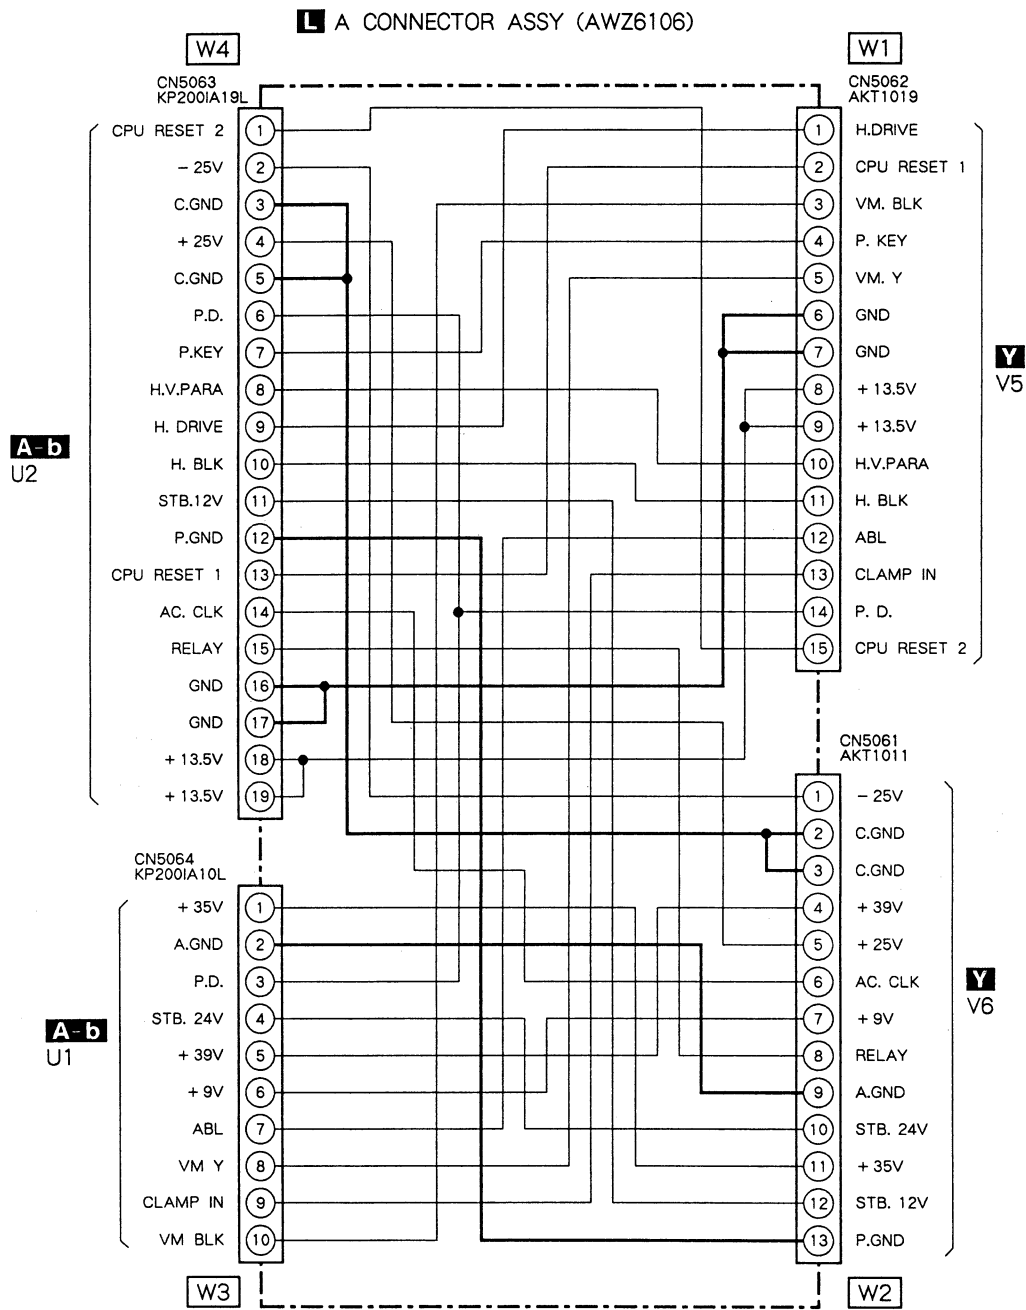 L A CONNECTOR ASSY (AWZ6106)
W4
CN5063
KP200IA19L
CPU RESET 2 1
- 25V 2
C.GND 3
+ 25V 4
C.GND 5
P.D. 6
P.KEY 7
H.V.PARA 8
H. DRIVE 9
H. BLK 10
STB.12V 11
P.GND 12
CPU RESET 1 13
AC. CLK 14
RELAY 15
GND 16
GND 17
+ 13.5V 18
+ 13.5V 19
A-b
U2
CN5064
KP200IA10L
+ 35V 1
A.GND 2
P.D. 3
STB. 24V 4
+ 39V 5
+ 9V 6
ABL 7
VM Y 8
CLAMP IN 9
VM BLK 10
A-b
U1
W3
W1
CN5062
AKT1019
1 H.DRIVE
2 CPU RESET 1
3 VM. BLK
4 P. KEY
5 VM. Y
6 GND
7 GND
8 + 13.5V
9 + 13.5V
10 H.V.PARA
11 H. BLK
12 ABL
13 CLAMP IN
14 P. D.
15 CPU RESET 2
Y
V5
CN5061
AKT1011
1 - 25V
2 C.GND
3 C.GND
4 + 39V
5 + 25V
6 AC. CLK
7 + 9V
8 RELAY
9 A.GND
10 STB. 24V
11 + 35V
12 STB. 12V
13 P.GND
Y
V6
W2